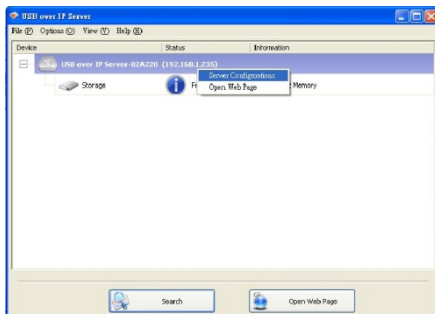 USB over IP Server
File (F) Options (O) View (V) Help (H)
Device Status Information
USB over IP Server-02A220 (192.168.1.235)
Server Configurations
Storage
Open Web Page
Memory
Search Open Web Page